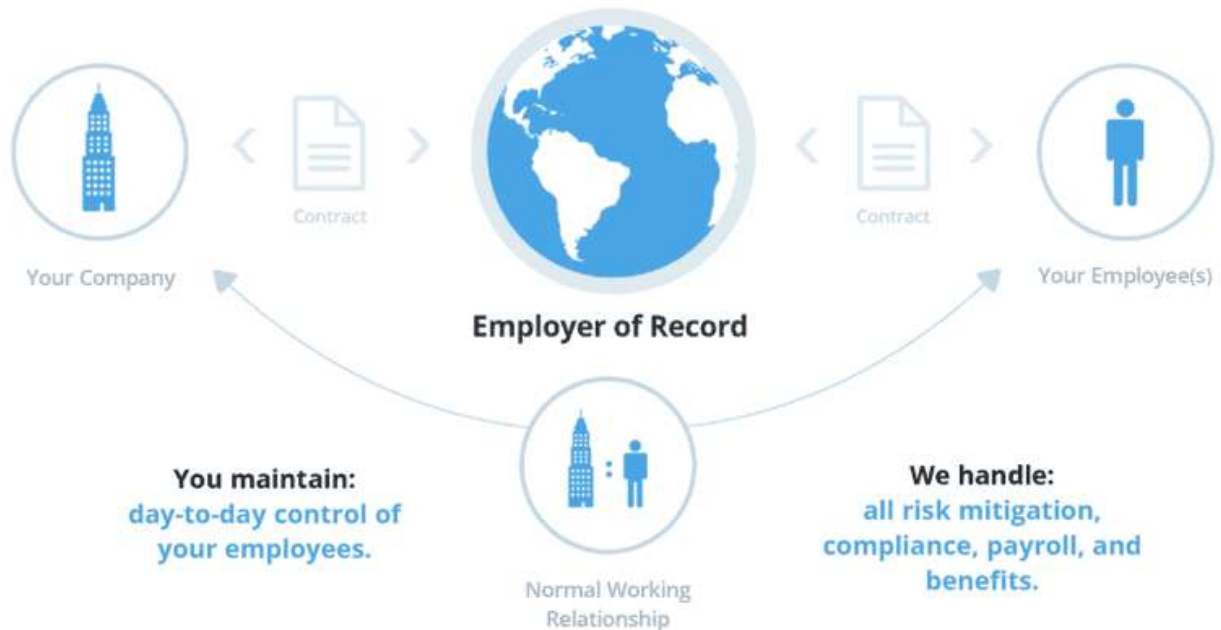 Contract
Contract
Your Company
Your Employee(s)
Employer of Record
You maintain:
day-to-day control of
your employees.
We handle:
all risk mitigation,
compliance, payroll, and
benefits.
Normal Working
Relationship